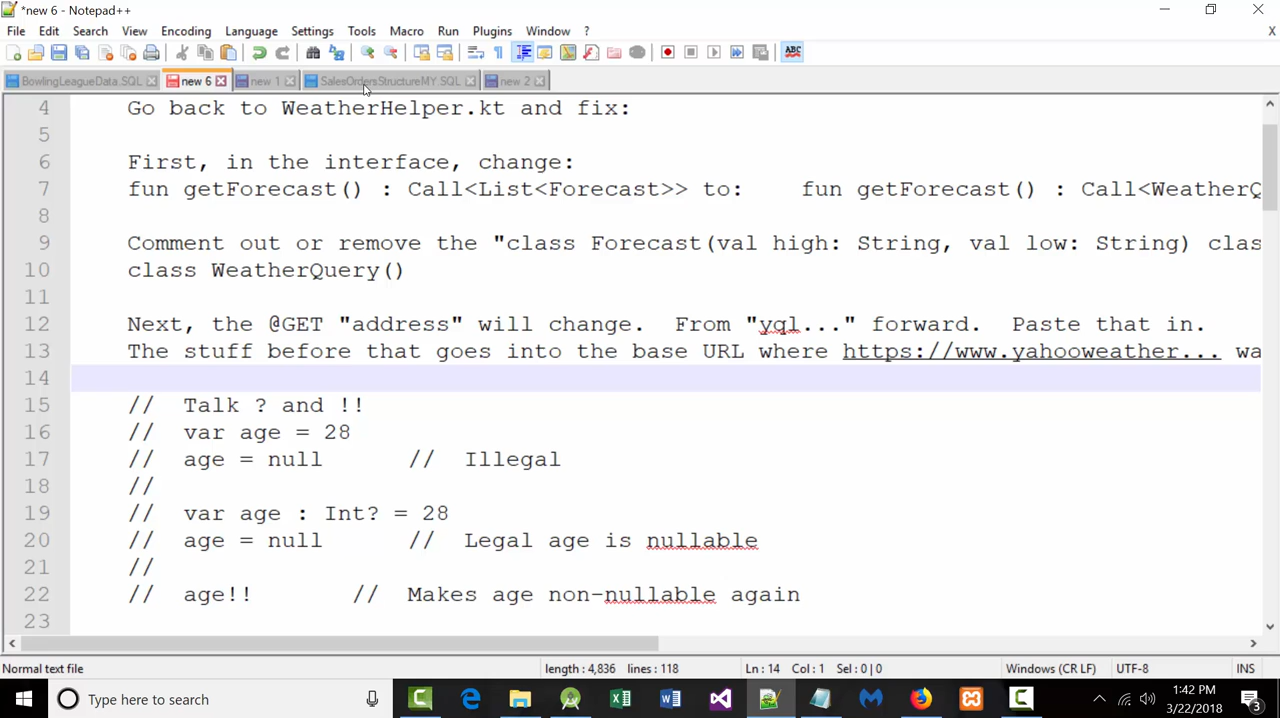 *new 6 - Notepad++
File Edit Search View Encoding Language Settings Tools Macro Run Plugins Window ?
ABC
BowlingLeagueData.SQL new 6 new 1 SalesOrdersStructureMY.SQL new 2
4 Go back to WeatherHelper.kt and fix:
5
6 First, in the interface, change:
7 fun getForecast() : Call<List<Forecast>> to: fun getForecast() : Call<WeatherQ
8
9 Comment out or remove the "class Forecast(val high: String, val low: String) clas
10 class WeatherQuery()
11
12 Next, the @GET "address" will change. From "yql..." forward. Paste that in.
13 The stuff before that goes into the base URL where https://www.yahooweather... wa
14
15 // Talk ? and !!
16 // var age = 28
17 // age = null // Illegal
18 //
19 // var age : Int? = 28
20 // age = null // Legal age is nullable
21 //
22 // age!! // Makes age non-nullable again
23
Normal text file length : 4,836 lines : 118 Ln : 14 Col : 1 Sel : 0 | 0 Windows (CR LF) UTF-8 INS
Type here to search
1:42 PM
3/22/2018
3